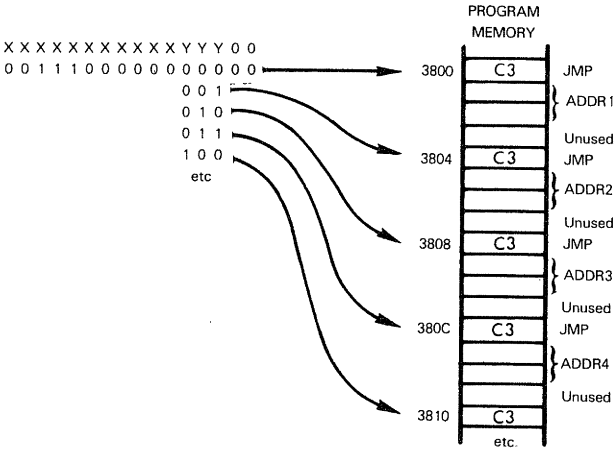 PROGRAM
MEMORY
X X X X X X X X X X X Y Y Y 0 0
0 0 1 1 1 0 0 0 0 0 0 0 0 0 0 0
3800 C3 JMP
0 0 1
ADDR1
0 1 0
0 1 1
Unused
1 0 0
3804 C3 JMP
etc
ADDR2
Unused
3808 C3 JMP
ADDR3
Unused
380C C3 JMP
ADDR4
Unused
3810 C3
etc.